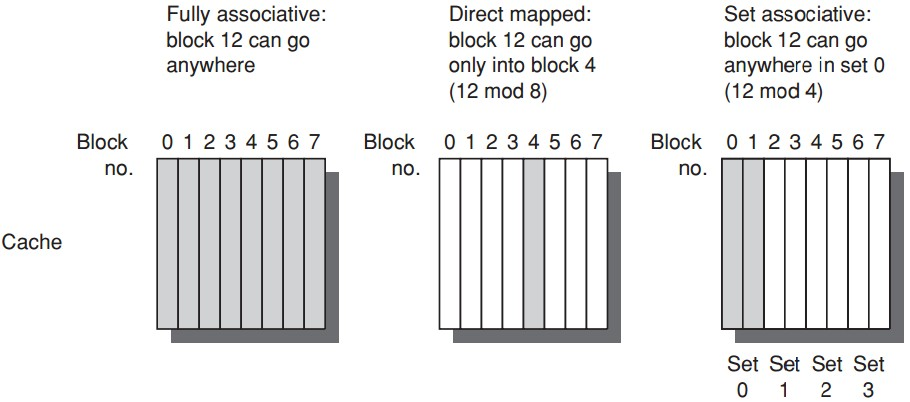 Fully associative:
block 12 can go
anywhere
Direct mapped:
block 12 can go
only into block 4
(12 mod 8)
Set associative:
block 12 can go
anywhere in set 0
(12 mod 4)
Block
no.
0 1 2 3 4 5 6 7
Block
no.
0 1 2 3 4 5 6 7
Block
no.
0 1 2 3 4 5 6 7
Cache
Set Set Set Set
0 1 2 3